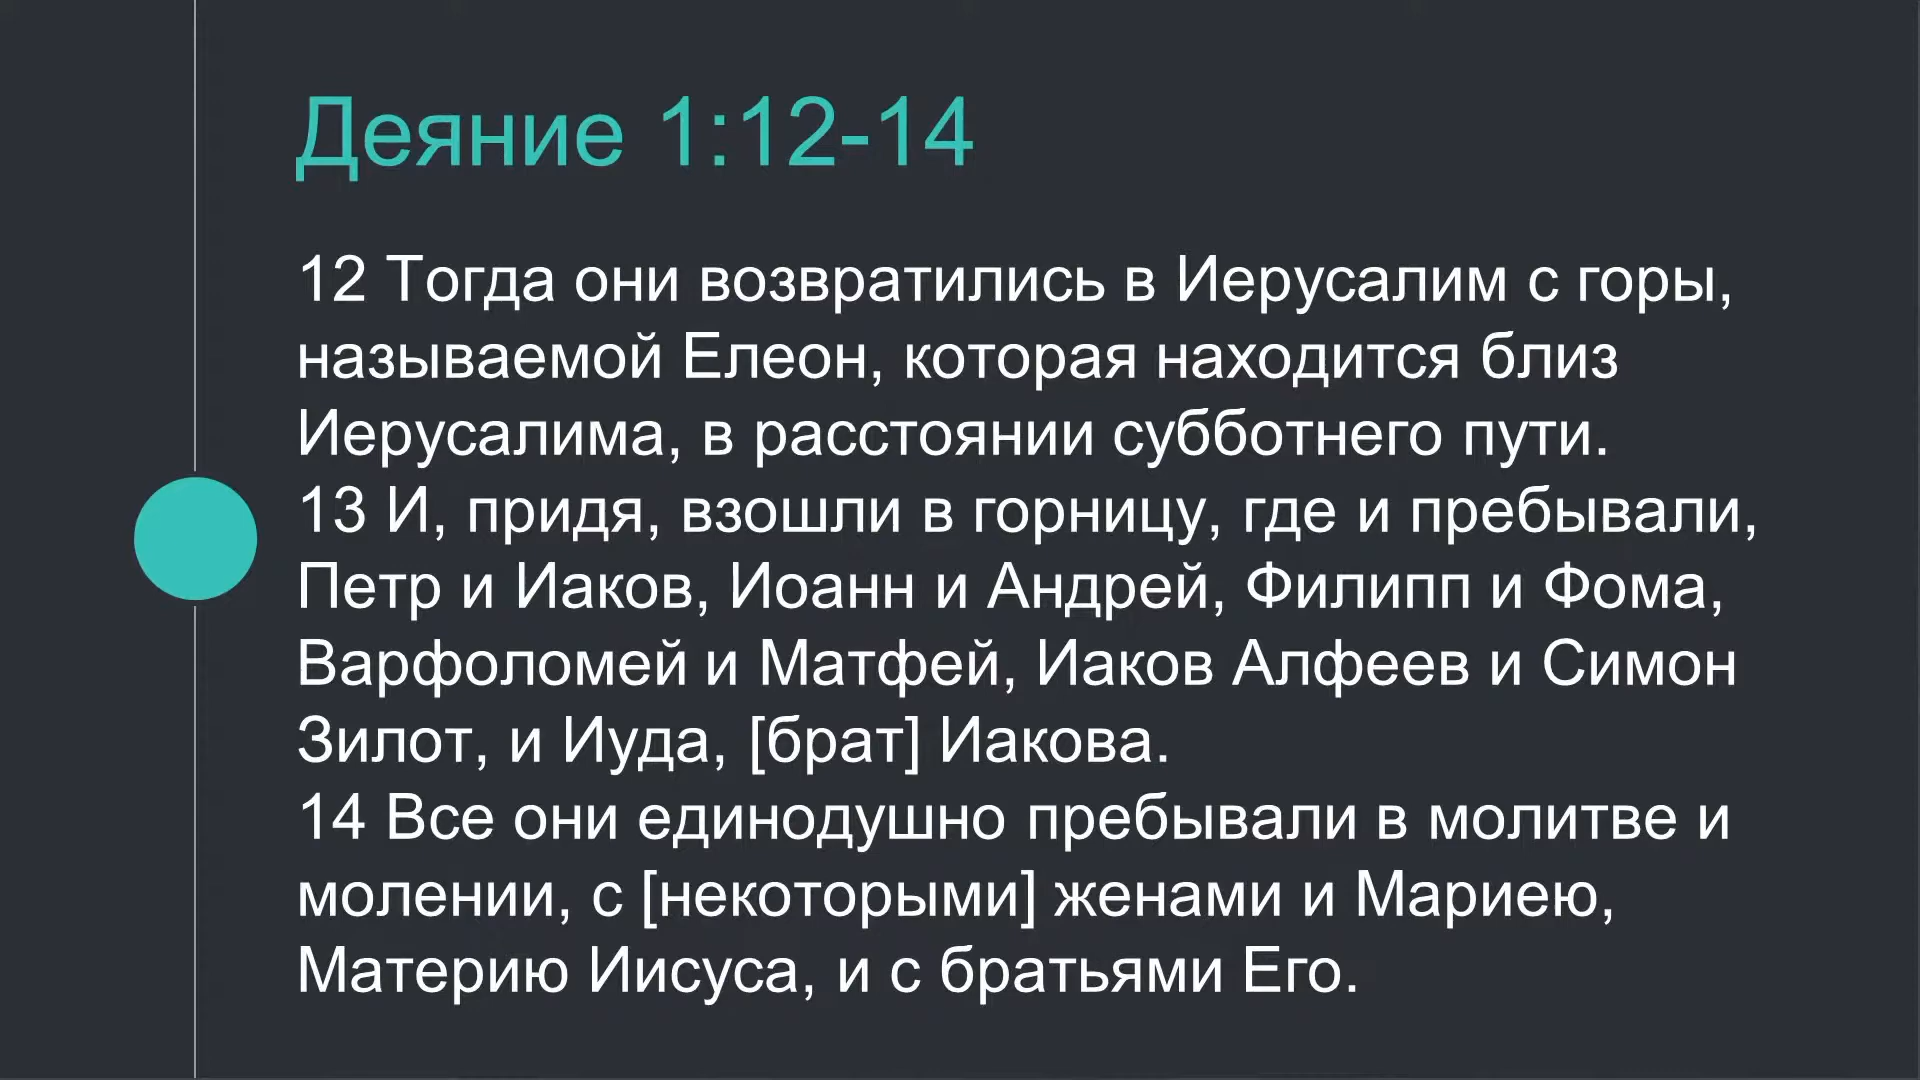 Деяние 1:12-14
12 Тогда они возвратились в Иерусалим с горы,
называемой Елеон, которая находится близ
Иерусалима, в расстоянии субботнего пути.
13 И, придя, взошли в горницу, где и пребывали,
Петр и Иаков, Иоанн и Андрей, Филипп и Фома,
Варфоломей и Матфей, Иаков Алфеев и Симон
Зилот, и Иуда, [брат] Иакова.
14 Все они единодушно пребывали в молитве и
молении, с [некоторыми] женами и Мариею,
Материю Иисуса, и с братьями Его.